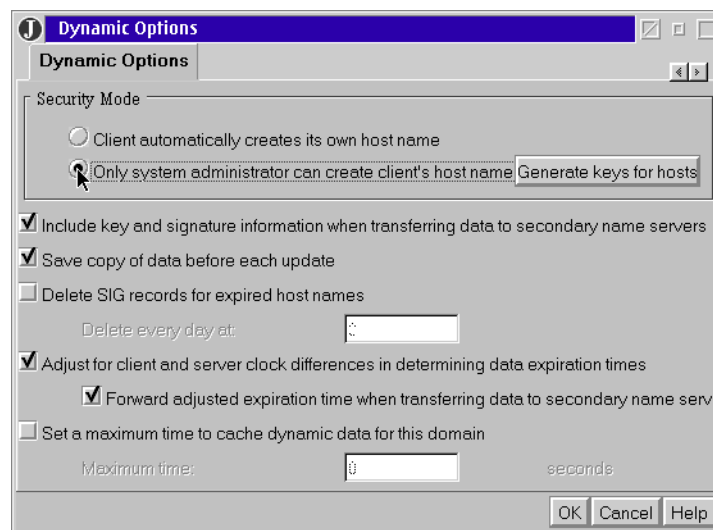 J Dynamic Options
Dynamic Options
Security Mode
Client automatically creates its own host name
Only system administrator can create client's host name Generate keys for hosts
Include key and signature information when transferring data to secondary name servers
Save copy of data before each update
Delete SIG records for expired host names
Delete every day at: 0
Adjust for client and server clock differences in determining data expiration times
Forward adjusted expiration time when transferring data to secondary name serv
Set a maximum time to cache dynamic data for this domain
Maximum time: 0 seconds
OK Cancel Help